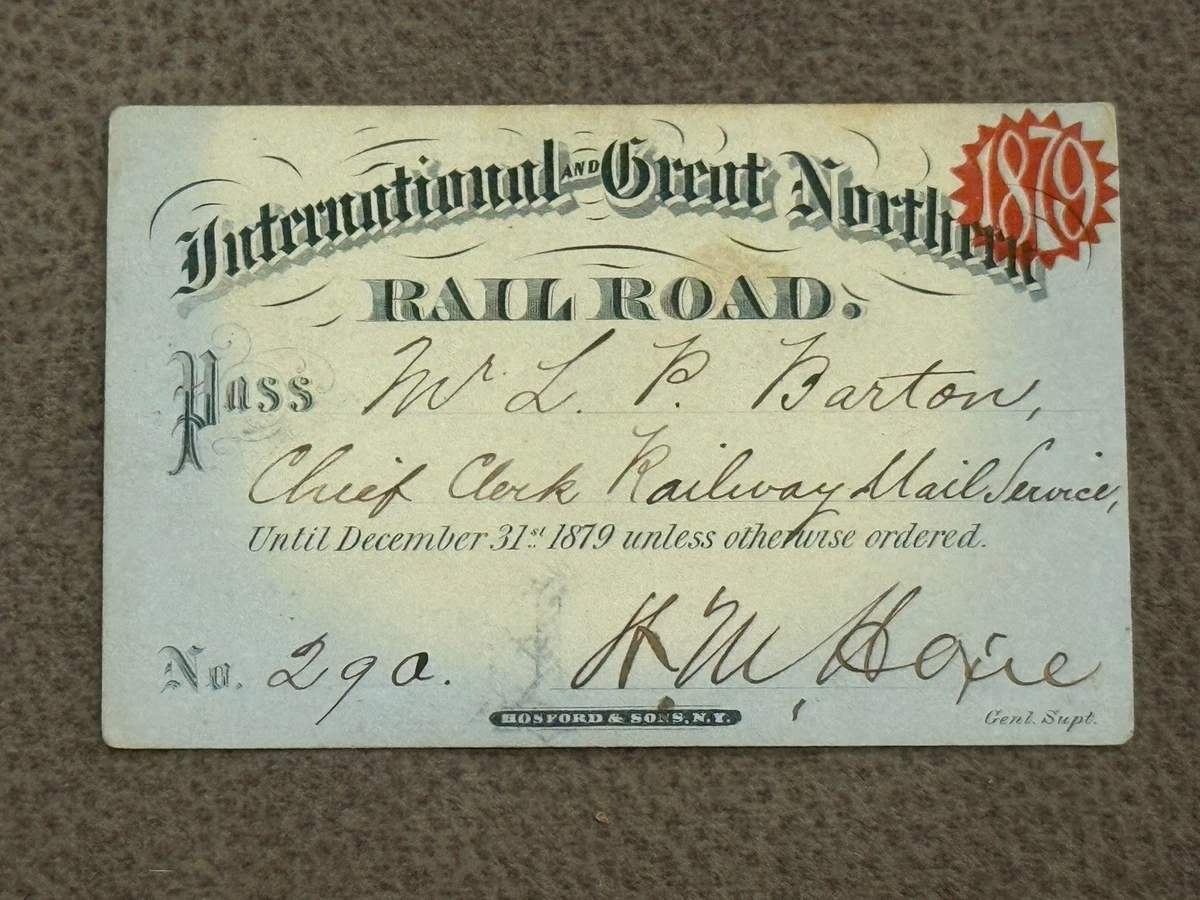 International AND Great Northern
1879
RAIL ROAD.
Pass Mr. L. P. Barton,
Chief Clerk Railway Mail Service,
Until December 31st 1879 unless otherwise ordered.
No. 290. H. M. Hoxie
HOSFORD & SONS, N.Y.
Genl. Supt.